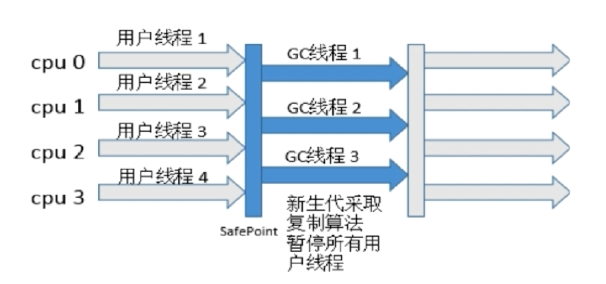 用户线程 1
cpu 0
GC线程 1
用户线程 2
cpu 1
GC线程 2
用户线程 3
cpu 2
GC线程 3
用户线程 4
cpu 3
SafePoint
新生代采取
复制算法
暂停所有用
户线程